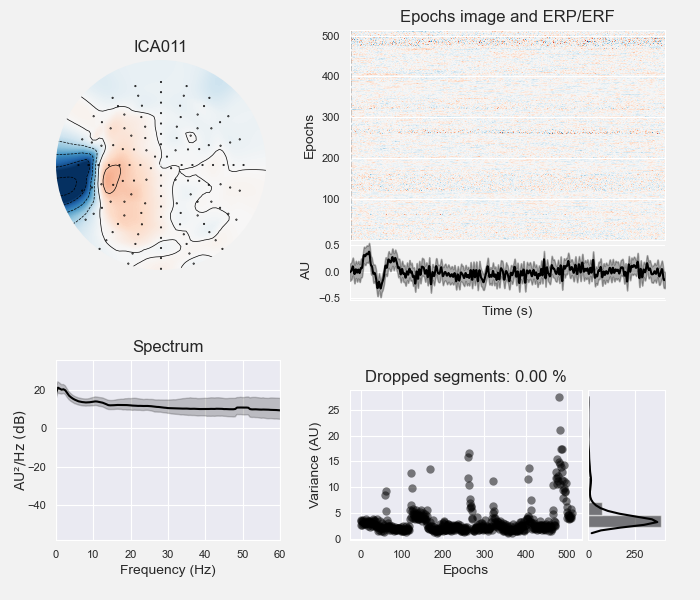 ICA011
Epochs image and ERP/ERF
Epochs
500
400
300
200
100
AU
0.5
0.0
−0.5
Time (s)
Spectrum
AU²/Hz (dB)
20
0
−20
−40
0 10 20 30 40 50 60
Frequency (Hz)
Dropped segments: 0.00 %
Variance (AU)
25
20
15
10
5
0
0 100 200 300 400 500
Epochs
0 250